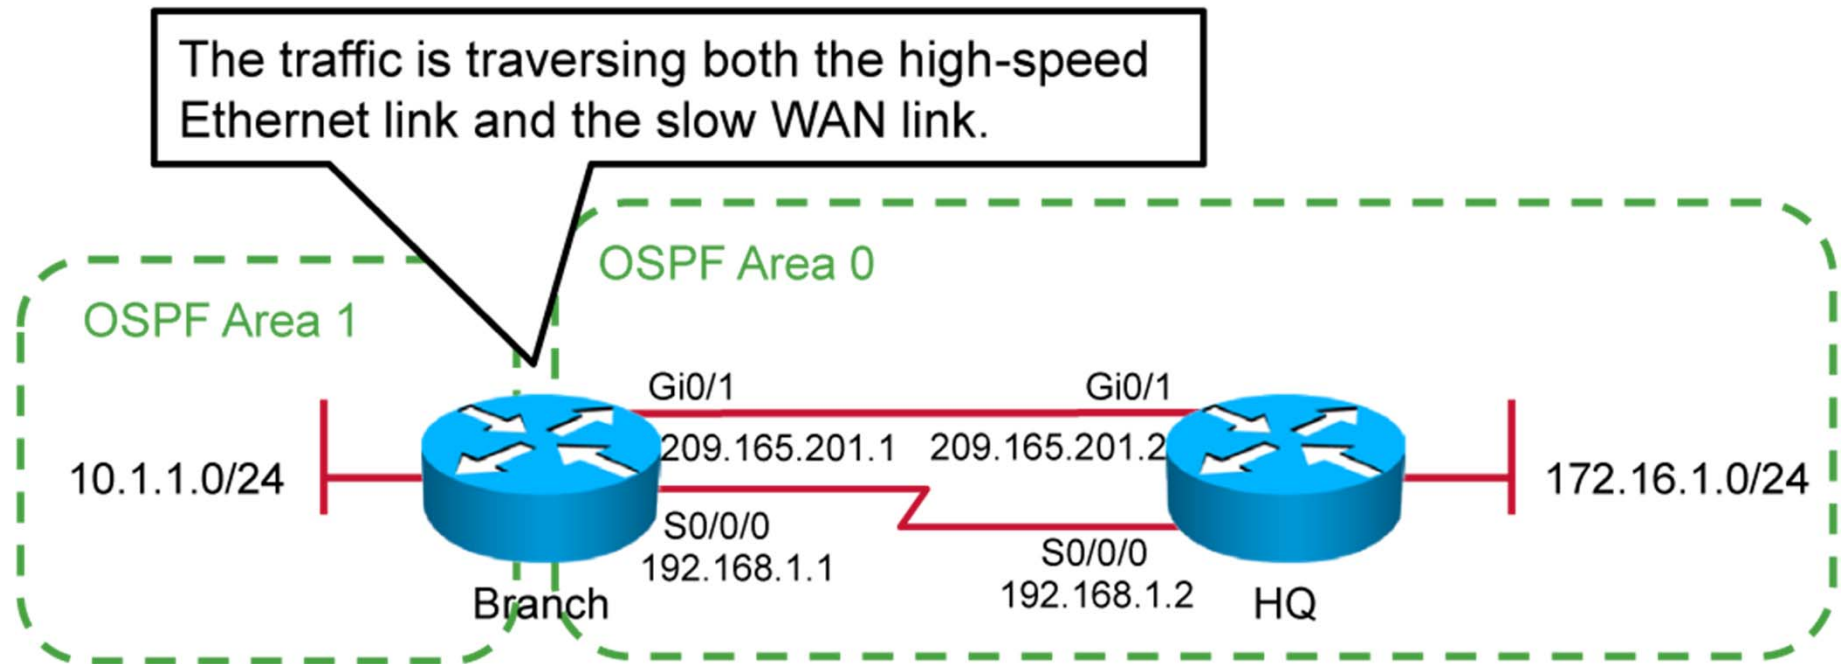 The traffic is traversing both the high-speed
Ethernet link and the slow WAN link.
OSPF Area 0
OSPF Area 1
Gi0/1
Gi0/1
209.165.201.1
209.165.201.2
10.1.1.0/24
172.16.1.0/24
S0/0/0
192.168.1.1
S0/0/0
192.168.1.2
Branch
HQ